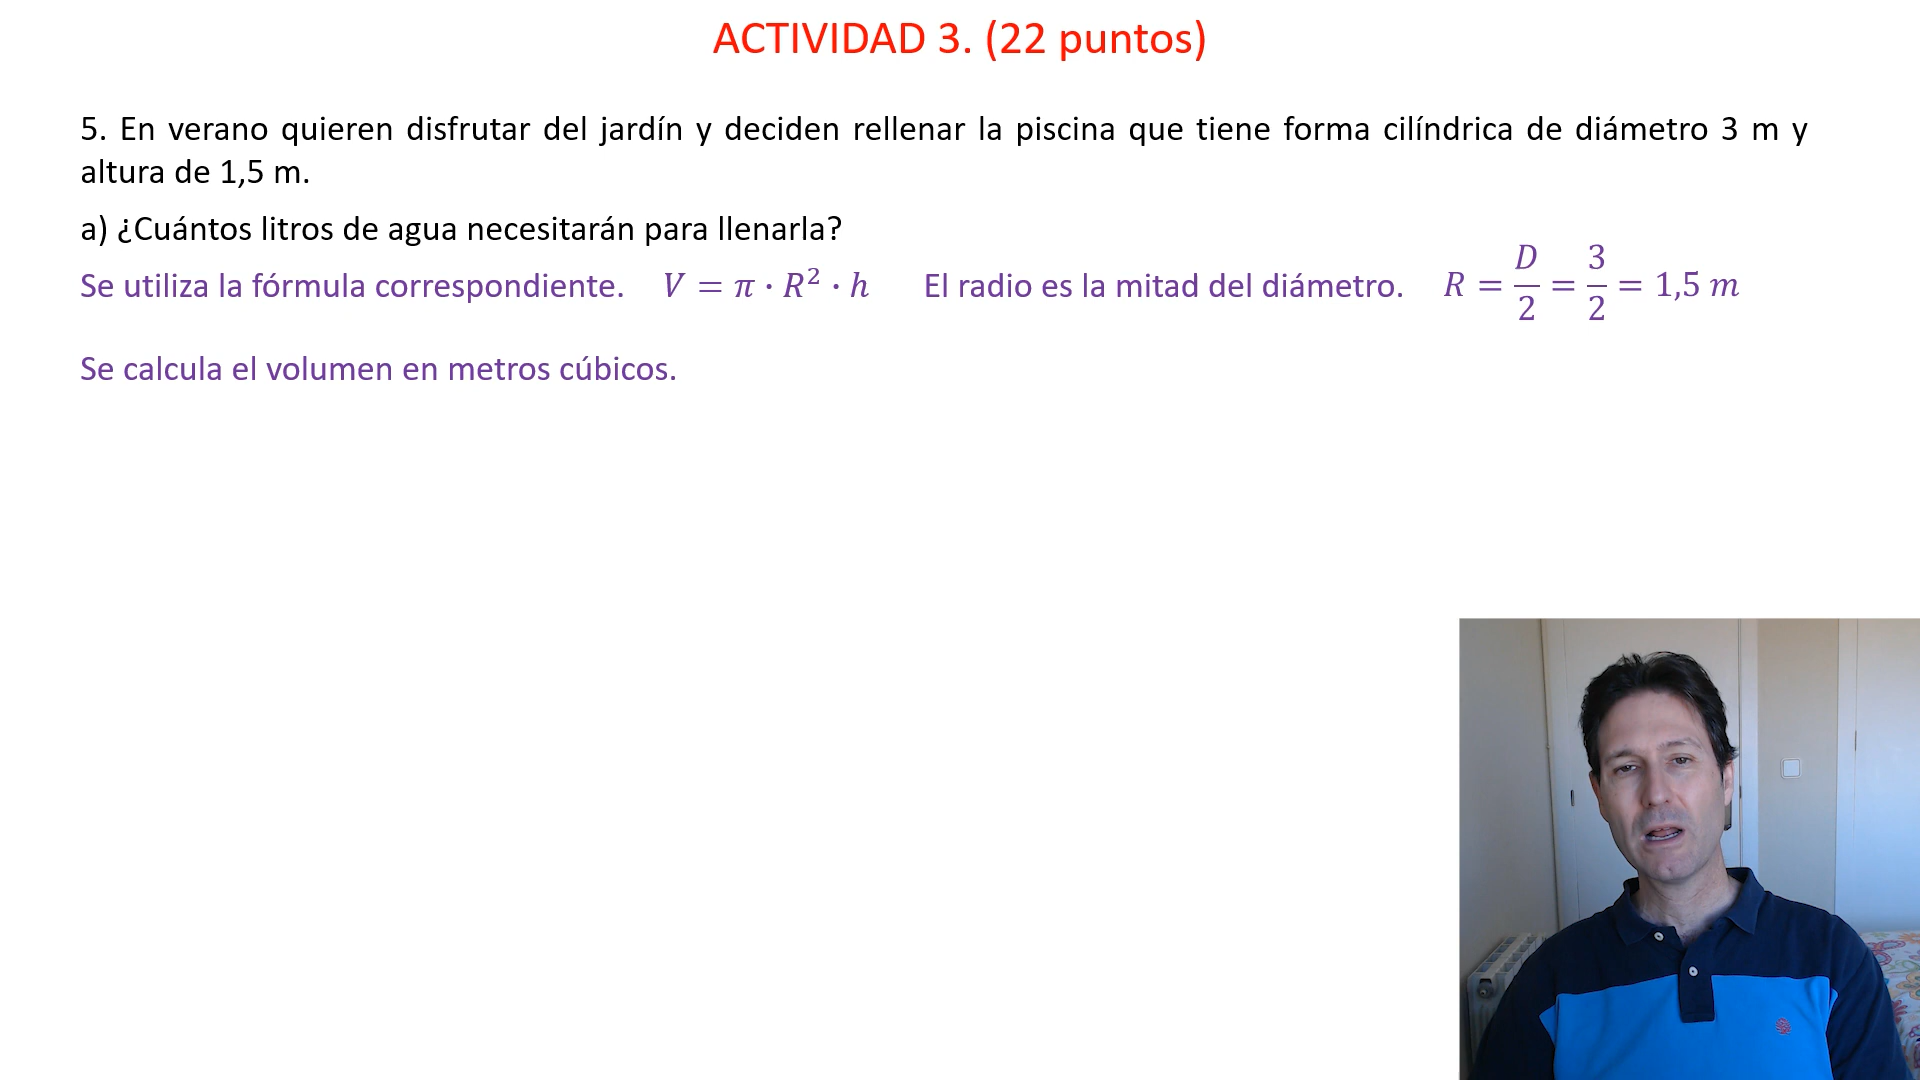 ACTIVIDAD 3. (22 puntos)
5. En verano quieren disfrutar del jardín y deciden rellenar la piscina que tiene forma cilíndrica de diámetro 3 m y
altura de 1,5 m.
a) ¿Cuántos litros de agua necesitarán para llenarla?
Se utiliza la fórmula correspondiente. V = π · R² · h El radio es la mitad del diámetro. R = D/2 = 3/2 = 1,5 m
Se calcula el volumen en metros cúbicos.